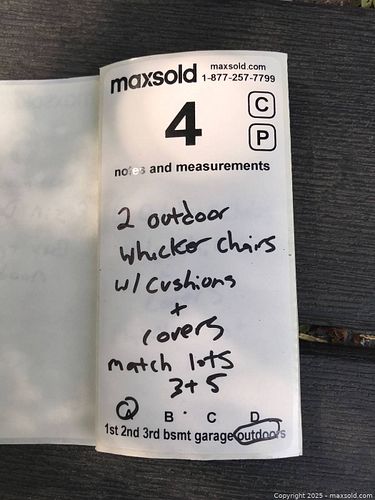 maxsold maxsold.com
1-877-257-7799
4
C
P
notes and measurements
2 outdoor
whicker chairs
w/ cushions
+
covers
match lots
3+5
A B C D
1st 2nd 3rd bsmt garage outdoors
Copyright 2025 - maxsold.com